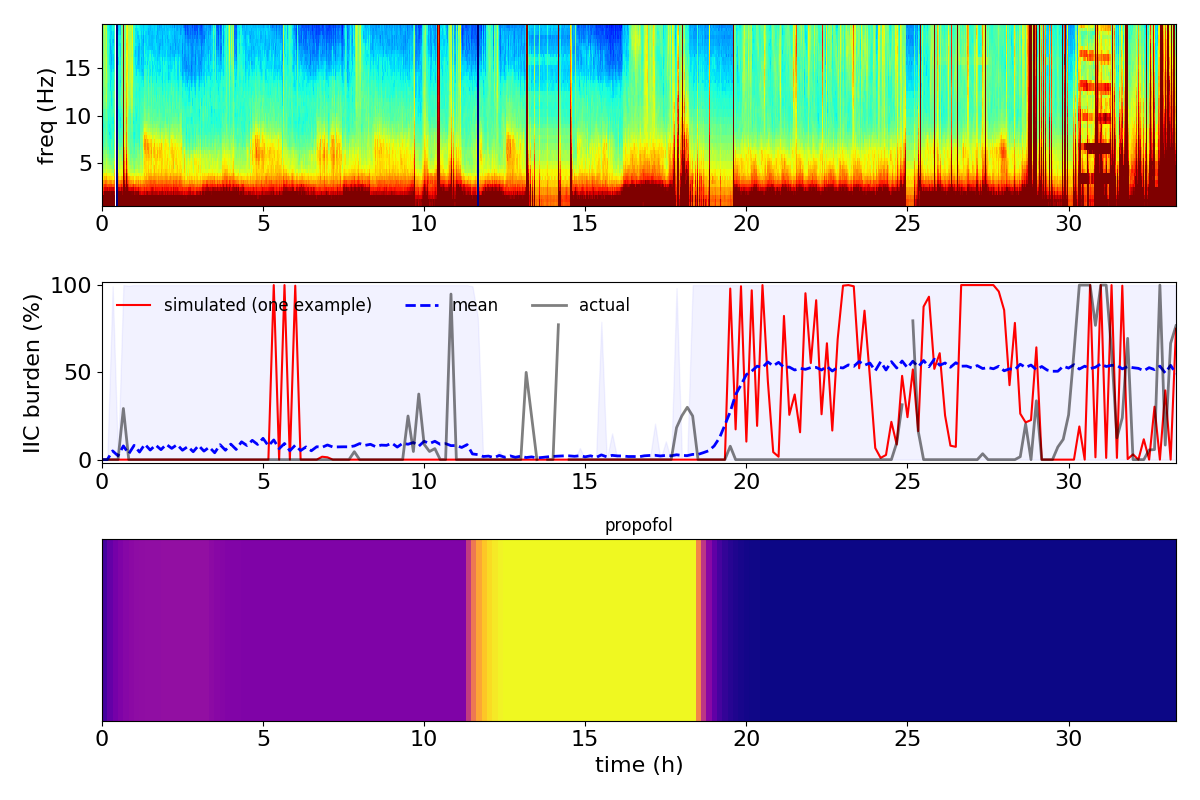 freq (Hz)
15
10
5
0 5 10 15 20 25 30
IIC burden (%)
100
50
0
simulated (one example) mean actual
0 5 10 15 20 25 30
propofol
0 5 10 15 20 25 30
time (h)